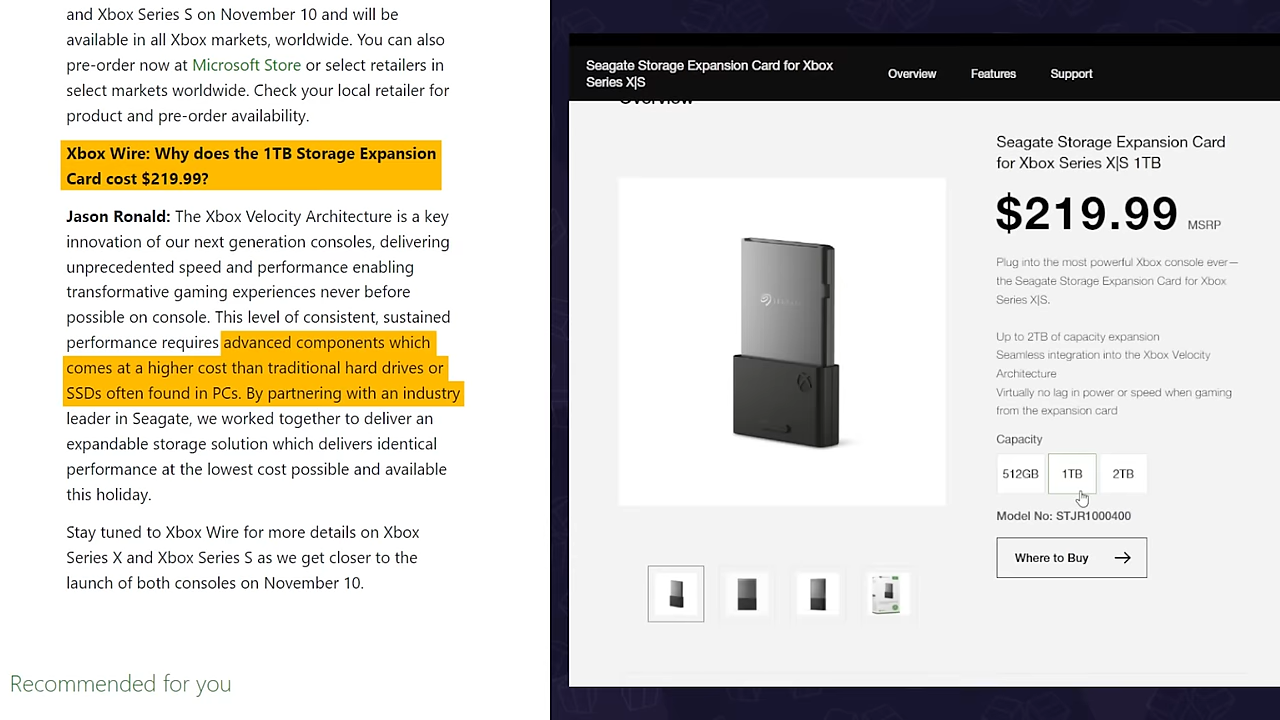 and Xbox Series S on November 10 and will be
available in all Xbox markets, worldwide. You can also
pre-order now at Microsoft Store or select retailers in
select markets worldwide. Check your local retailer for
product and pre-order availability.
Xbox Wire: Why does the 1TB Storage Expansion
Card cost $219.99?
Jason Ronald: The Xbox Velocity Architecture is a key
innovation of our next generation consoles, delivering
unprecedented speed and performance enabling
transformative gaming experiences never before
possible on console. This level of consistent, sustained
performance requires advanced components which
comes at a higher cost than traditional hard drives or
SSDs often found in PCs. By partnering with an industry
leader in Seagate, we worked together to deliver an
expandable storage solution which delivers identical
performance at the lowest cost possible and available
this holiday.
Stay tuned to Xbox Wire for more details on Xbox
Series X and Xbox Series S as we get closer to the
launch of both consoles on November 10.
Recommended for you
Seagate Storage Expansion Card for Xbox
Series X|S
Overview
Features
Support
Overview
Seagate Storage Expansion Card
for Xbox Series X|S 1TB
$219.99 MSRP
Plug into the most powerful Xbox console ever—
the Seagate Storage Expansion Card for Xbox
Series X|S.
Up to 2TB of capacity expansion
Seamless integration into the Xbox Velocity
Architecture
Virtually no lag in power or speed when gaming
from the expansion card
Capacity
512GB
1TB
2TB
Model No: STJR1000400
Where to Buy
SEAGATE